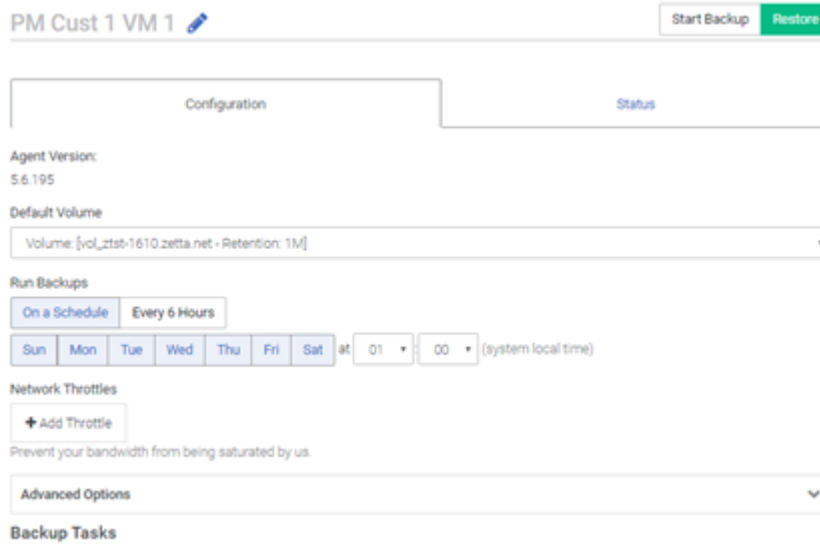 PM Cust 1 VM 1
Start Backup Restore
Configuration Status
Agent Version:
5.6.195
Default Volume
Volume: [vol_ztst-1610.zetta.net - Retention: 1M]
Run Backups
On a Schedule Every 6 Hours
Sun Mon Tue Wed Thu Fri Sat at 01 : 00 (system local time)
Network Throttles
+ Add Throttle
Prevent your bandwidth from being saturated by us.
Advanced Options
Backup Tasks